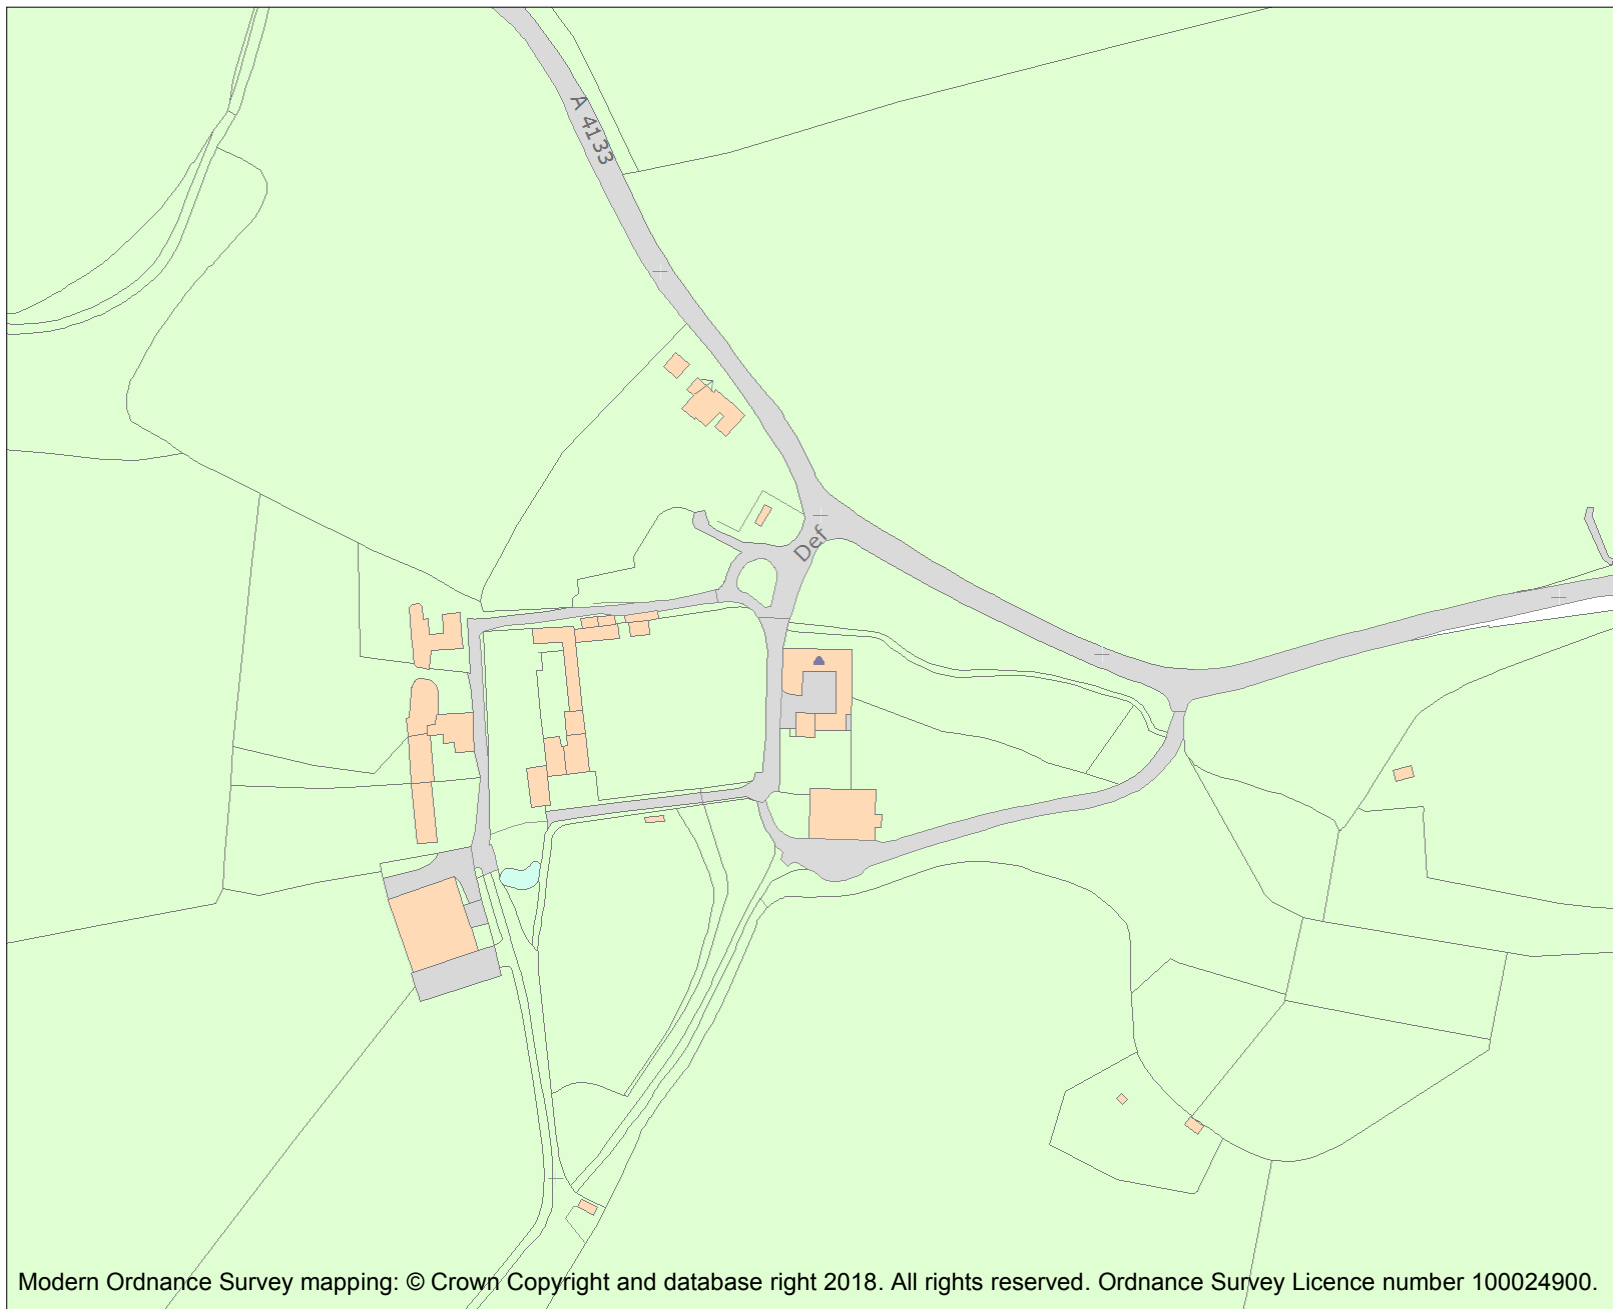 A 4133
Def
Modern Ordnance Survey mapping: © Crown Copyright and database right 2018. All rights reserved. Ordnance Survey Licence number 100024900.